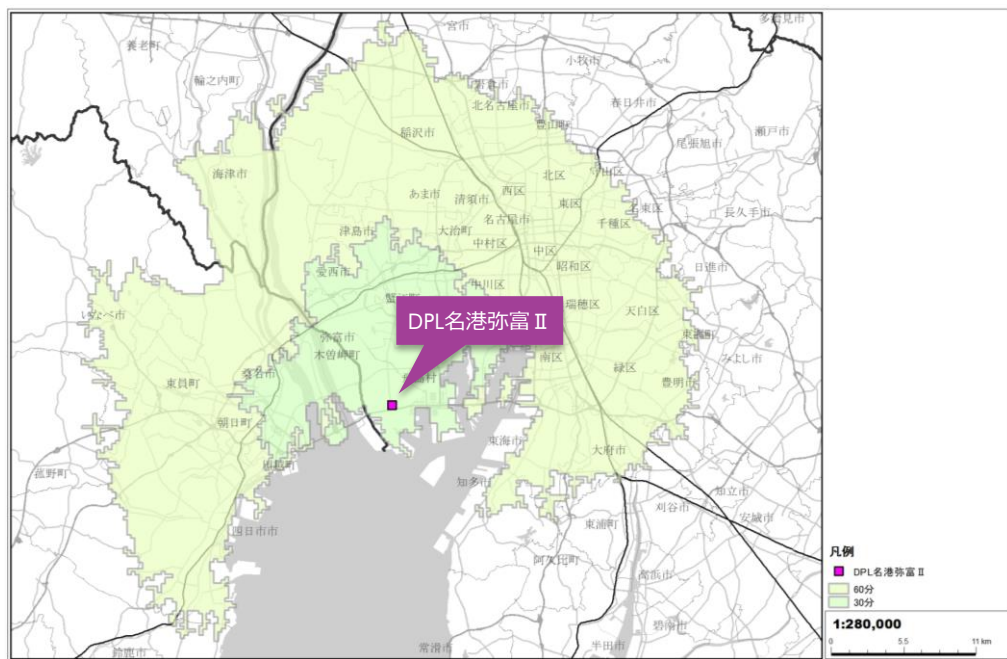 宮市
多治見市
養老町
小牧市
輪之内町
岩倉市
春日井市
北名古屋市
豊山町
稲沢市
瀬戸市
尾張旭市
守山区
海津市
北区
あま市
清須市
西区
東区
名東区
千種区
長久手市
名古屋市
津島市
大治町
中村区
中区
昭和区
日進市
愛西市
中川区
いなべ市
瑞穂区
天白区
DPL名港弥富Ⅱ
弥富市
木曽岬町
東郷町
みよし市
南区
緑区
桑名市
東員町
豊明市
朝日町
東海市
大府市
菰野町
川越町
知多市
知立市
刈谷市
安城市
東浦町
四日市市
阿久比町
高浜市
碧南市
鈴鹿市
常滑市
半田市
凡例
DPL名港弥富Ⅱ
60分
30分
1:280,000
0 5.5 11 km